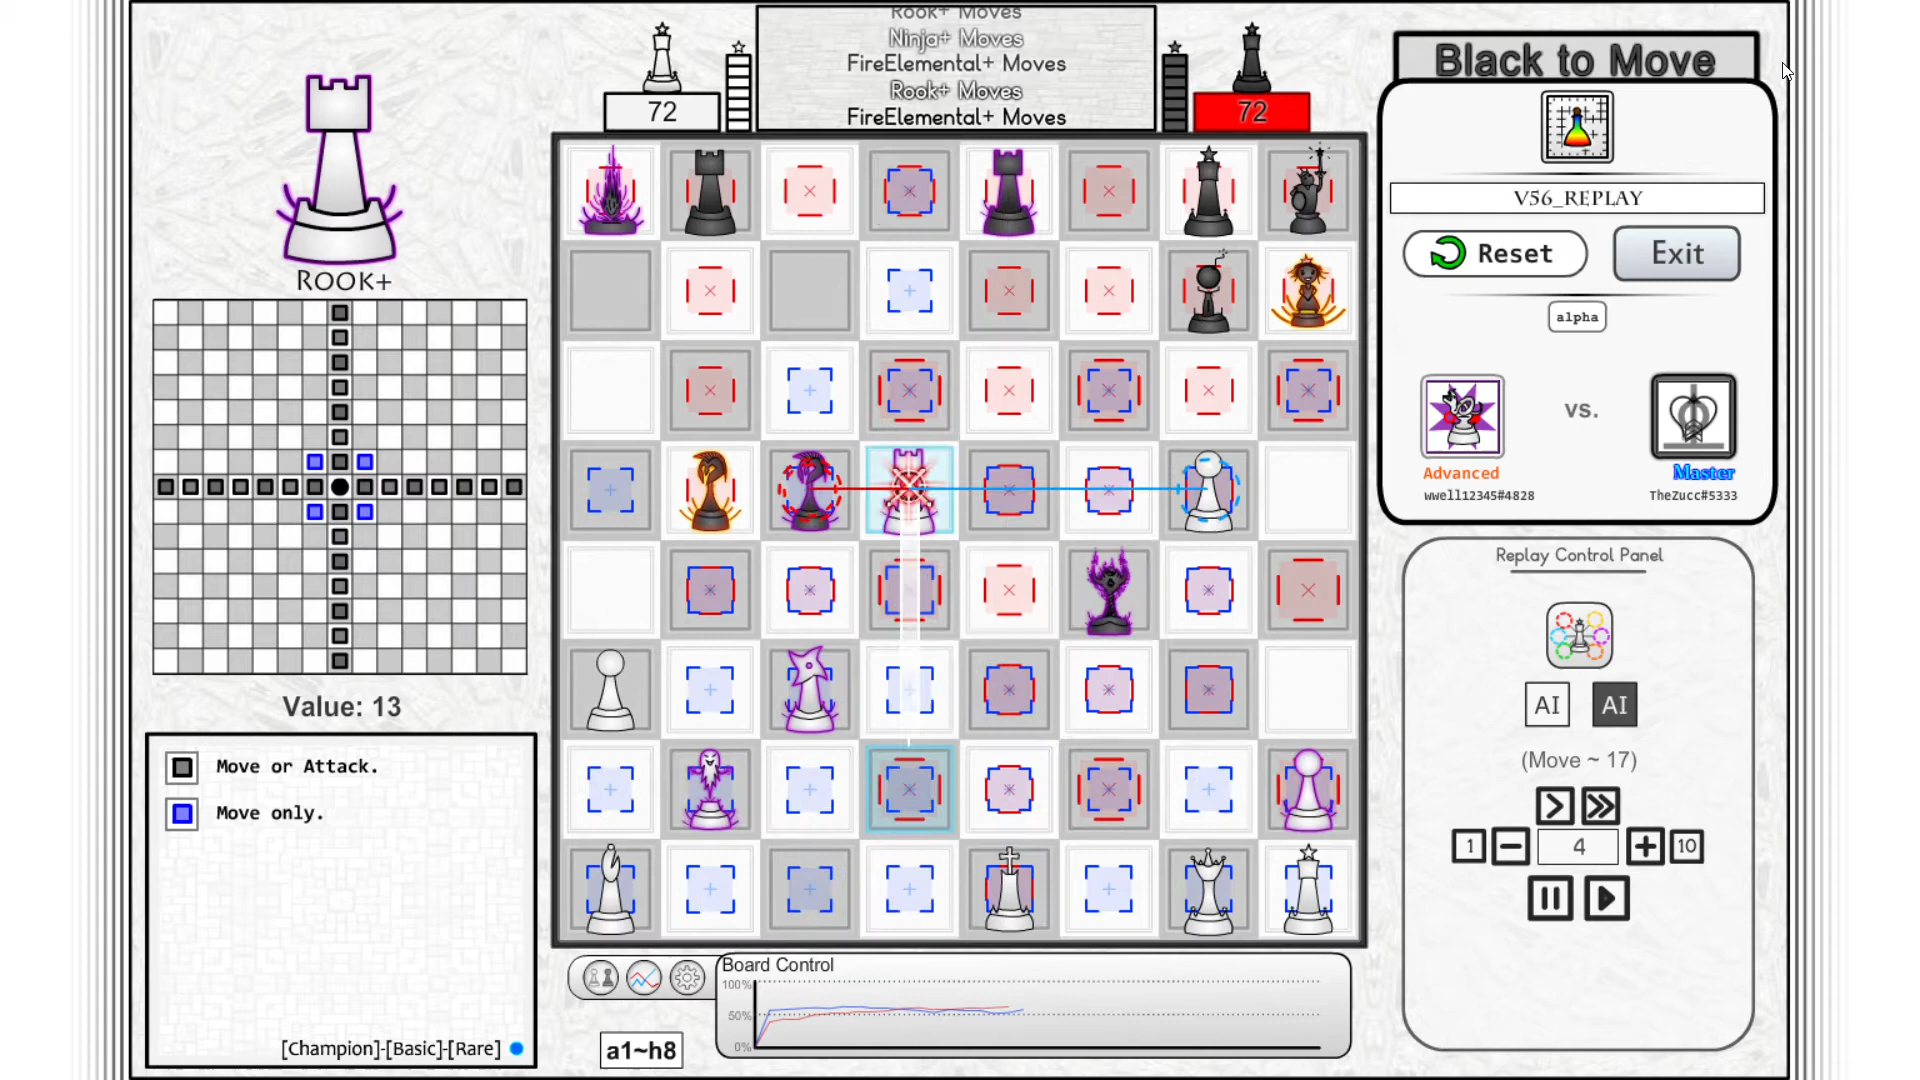 Rook+ Moves
Ninja+ Moves
FireElemental+ Moves
Rook+ Moves
FireElemental+ Moves
72
72
Black to Move
V56_REPLAY
Reset
Exit
alpha
vs.
Advanced
Master
wwell12345#4828
TheZucc#5333
ROOK+
Value: 13
Move or Attack.
Move only.
[Champion]-[Basic]-[Rare]
Replay Control Panel
AI
AI
(Move ~ 17)
1
4
10
Board Control
100%
50%
0%
a1~h8